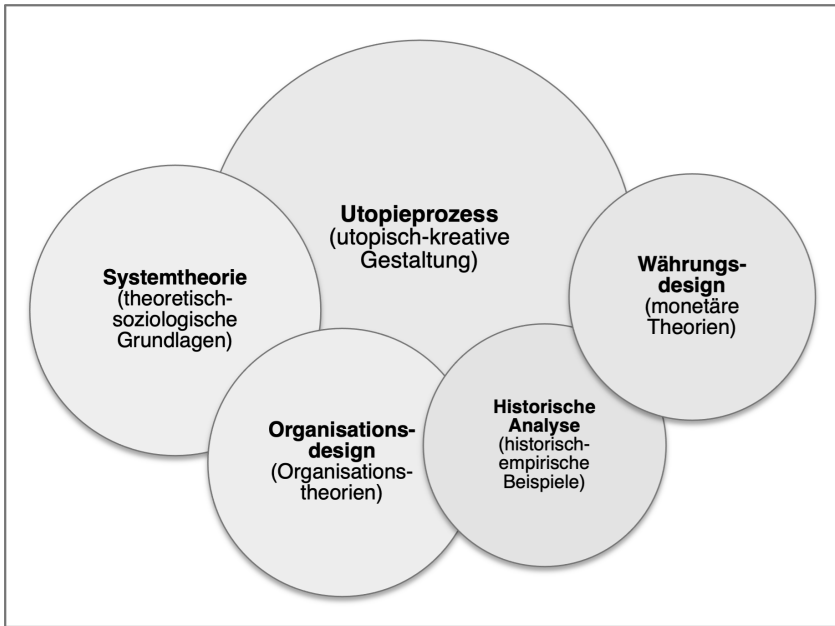 Utopieprozess
(utopisch-kreative
Gestaltung)
Systemtheorie
(theoretisch-
soziologische
Grundlagen)
Währungs-
design
(monetäre
Theorien)
Organisations-
design
(Organisations-
theorien)
Historische
Analyse
(historisch-
empirische
Beispiele)